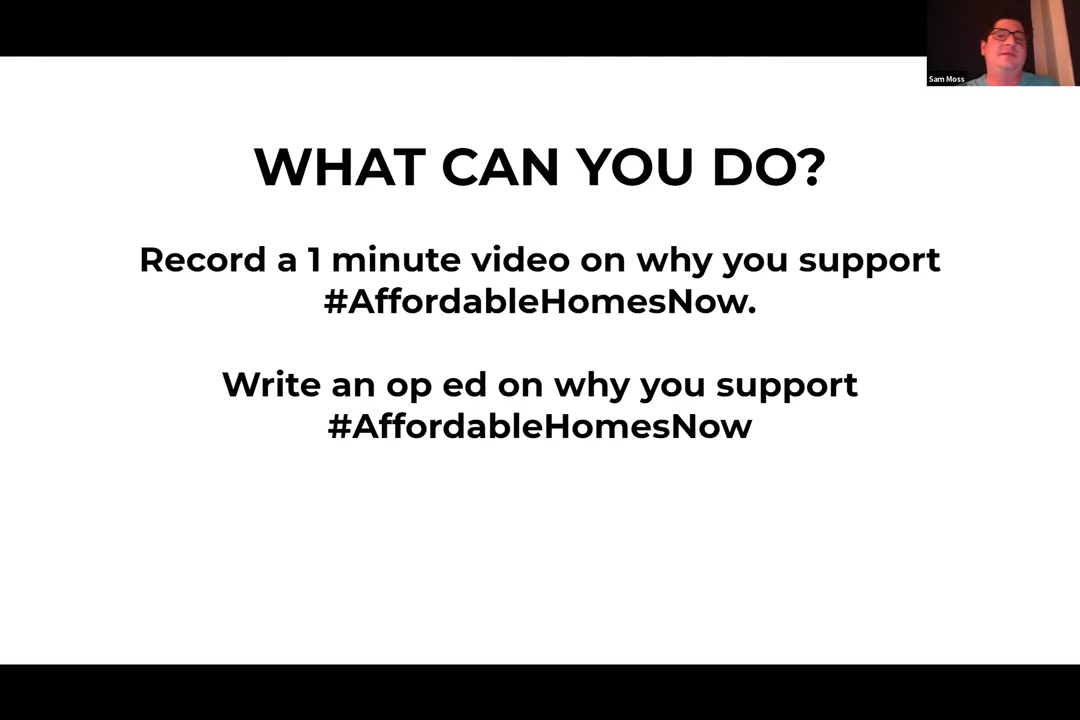 Sam Moss
WHAT CAN YOU DO?
Record a 1 minute video on why you support
#AffordableHomesNow.
Write an op ed on why you support
#AffordableHomesNow